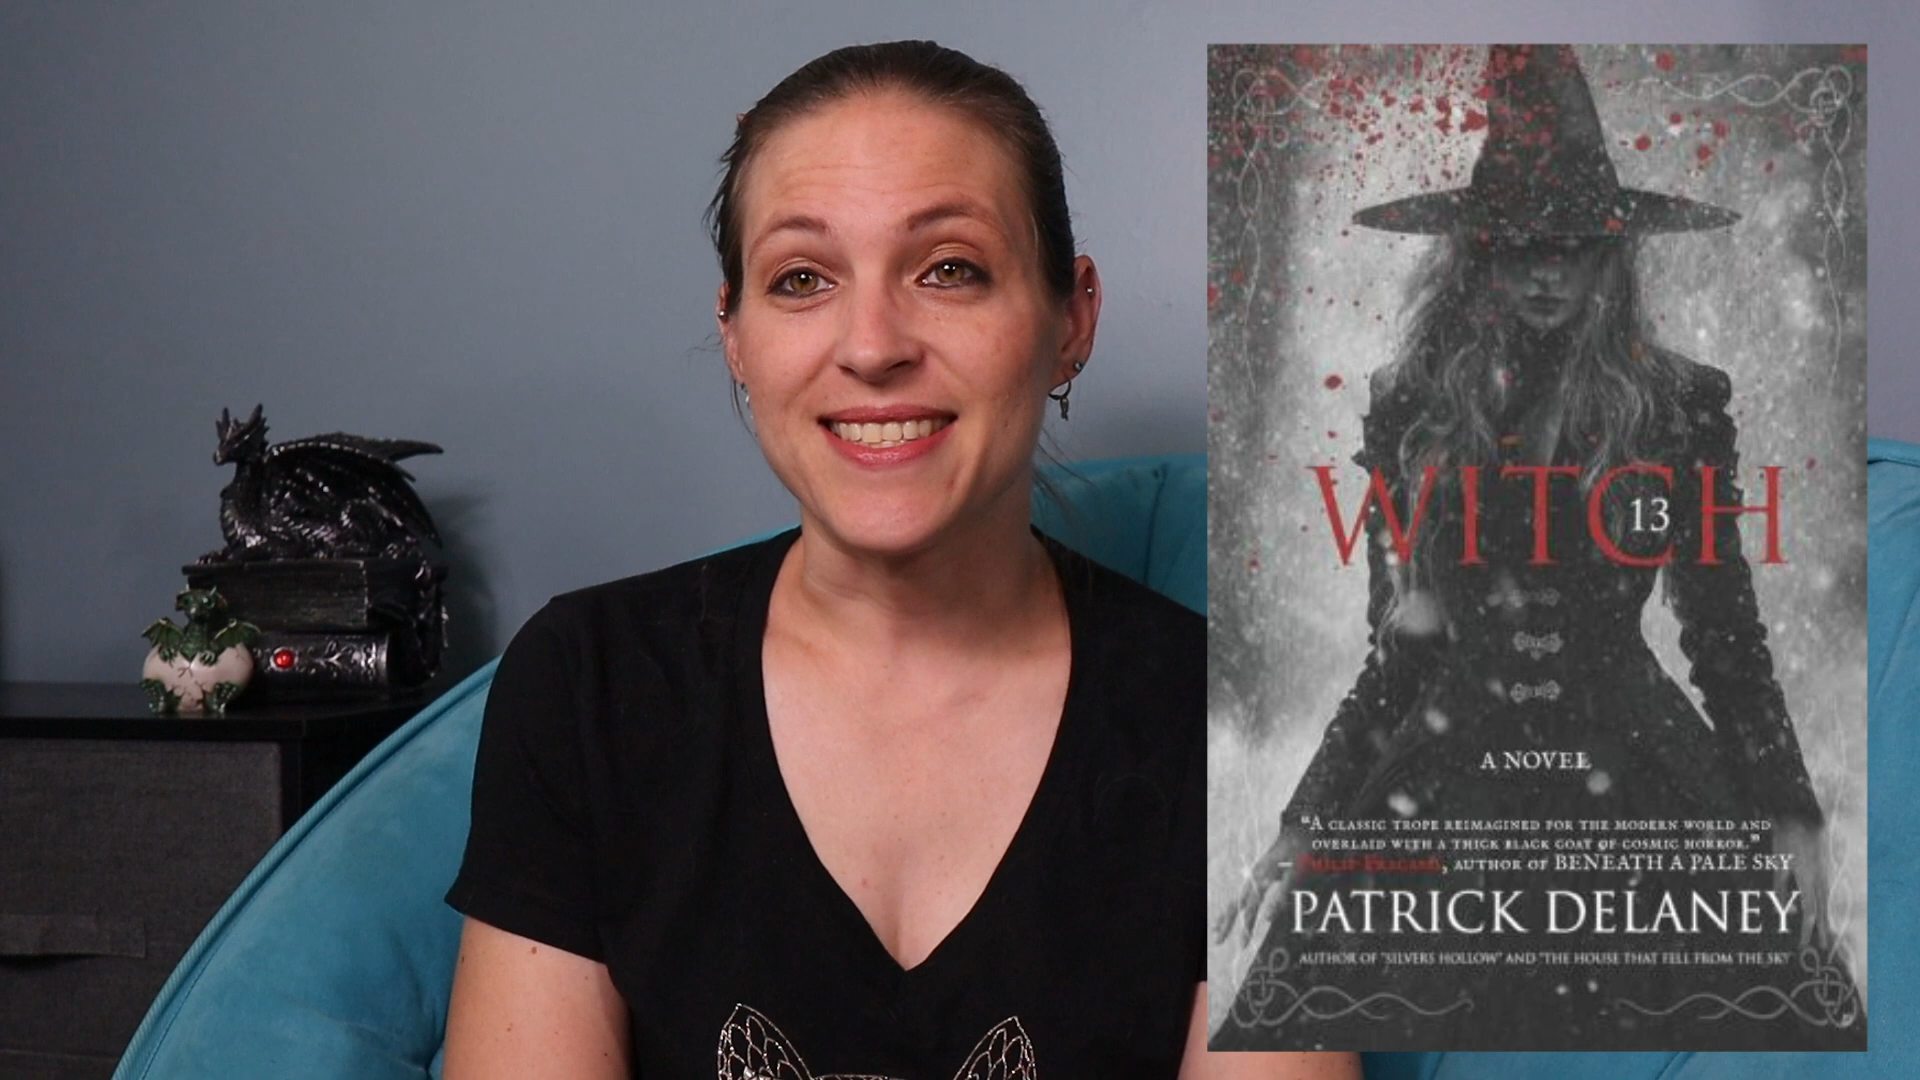 WITCH
13
A NOVEL
"A CLASSIC TROPE REIMAGINED FOR THE MODERN WORLD AND
OVERLAID WITH A THICK BLACK COAT OF COSMIC HORROR."
– PHILIP FRACASSI, AUTHOR OF BENEATH A PALE SKY
PATRICK DELANEY
AUTHOR OF "SILVERS HOLLOW" AND "THE HOUSE THAT FELL FROM THE SKY